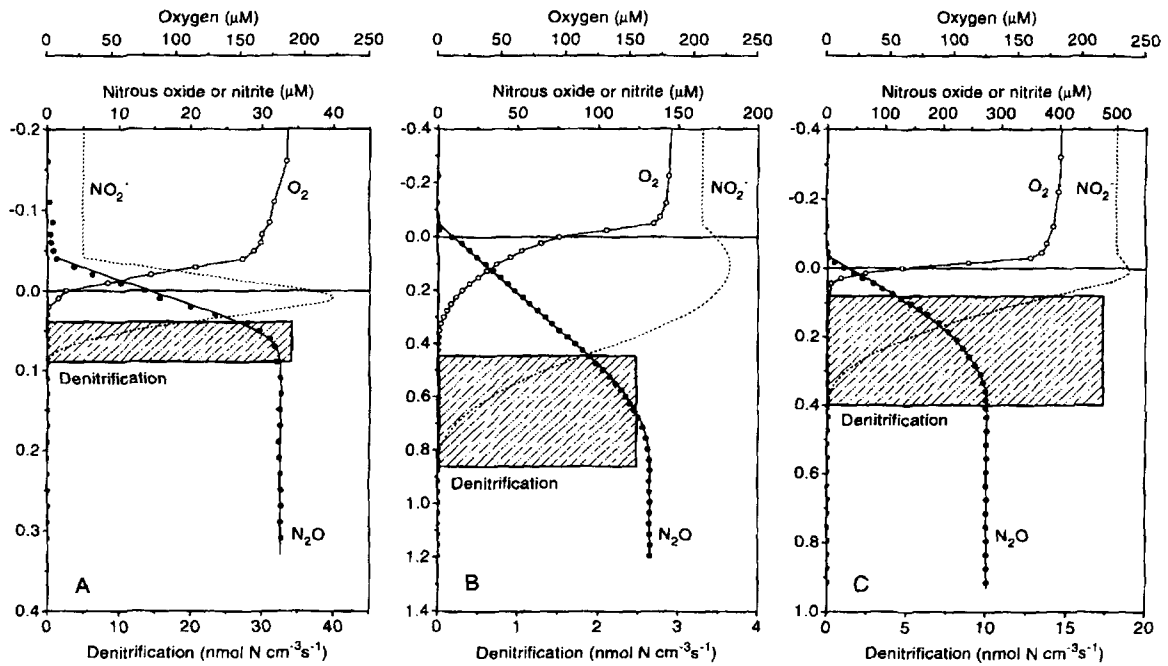 Oxygen (μM)
0 50 100 150 200 250
Nitrous oxide or nitrite (μM)
0 10 20 30 40
-0.2
-0.1
0.0
0.1
0.2
0.3
0.4
NO₂⁻
O₂
Denitrification
N₂O
A
0 10 20 30 40
Denitrification (nmol N cm⁻³s⁻¹)
Oxygen (μM)
0 50 100 150 200
Nitrous oxide or nitrite (μM)
0 50 100 150 200
-0.4
-0.2
0.0
0.2
0.4
0.6
0.8
1.0
1.2
1.4
O₂
NO₂⁻
Denitrification
N₂O
B
0 1 2 3 4
Denitrification (nmol N cm⁻³s⁻¹)
Oxygen (μM)
0 50 100 150 200 250
Nitrous oxide or nitrite (μM)
0 100 200 300 400 500
-0.4
-0.2
0.0
0.2
0.4
0.6
0.8
1.0
O₂
NO₂⁻
Denitrification
N₂O
C
0 5 10 15 20
Denitrification (nmol N cm⁻³s⁻¹)